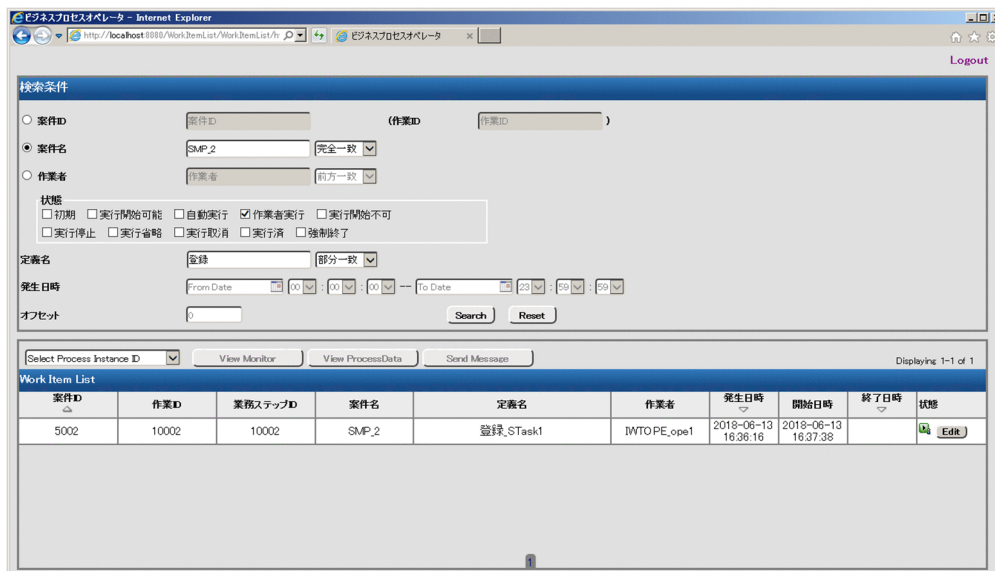 ビジネスプロセスオペレータ - Internet Explorer
http://localhost:8080/WorkItemList/WorkItemList/h ビジネスプロセスオペレータ ×
Logout
検索条件
案件ID 案件ID (作業ID 作業ID )
案件名 SMP_2 完全一致
作業者 作業者 前方一致
状態
初期 実行開始可能 自動実行 作業者実行 実行開始不可
実行停止 実行省略 実行取消 実行済 強制終了
定義名 登録 部分一致
発生日時 From Date 00 : 00 : 00 -- To Date 23 : 59 : 59
オフセット 0 Search Reset
Select Process Instance ID View Monitor View ProcessData Send Message Displaying 1-1 of 1
Work Item List
案件ID 作業ID 業務ステップID 案件名 定義名 作業者 発生日時 開始日時 終了日時 状態
5002 10002 10002 SMP_2 登録_STask1 IWTOPE_ope1 2018-06-13 16:36:16 2018-06-13 16:37:38 Edit
1